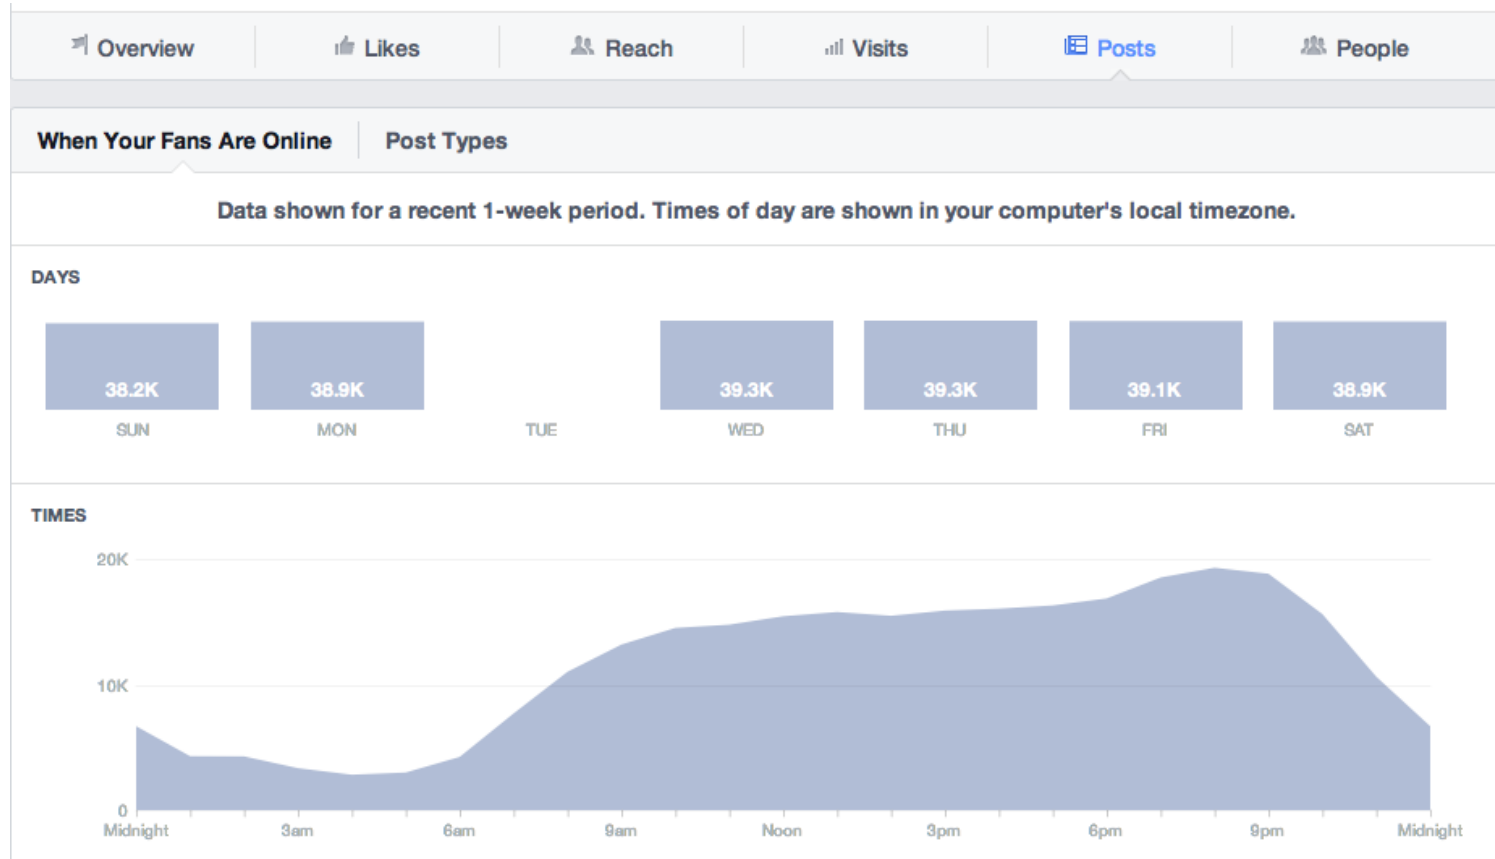 Overview Likes Reach Visits Posts People
When Your Fans Are Online Post Types
Data shown for a recent 1-week period. Times of day are shown in your computer's local timezone.
DAYS
38.2K 38.9K 39.3K 39.3K 39.1K 38.9K
SUN MON TUE WED THU FRI SAT
TIMES
20K
10K
0
Midnight 3am 6am 9am Noon 3pm 6pm 9pm Midnight